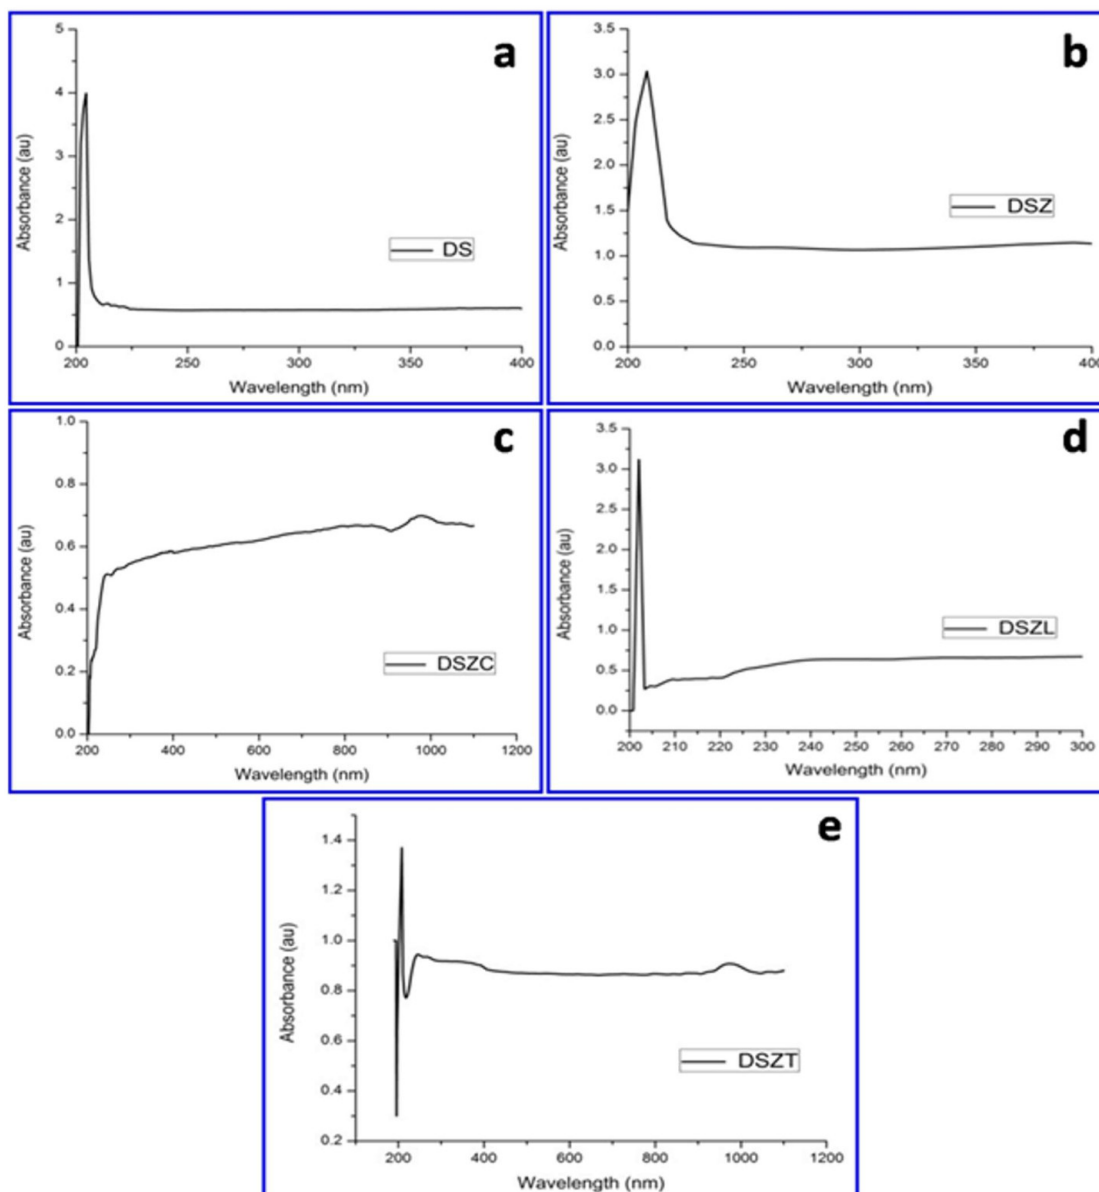 a
5
4
3
2
1
0
Absorbance (au)
DS
200 250 300 350 400
Wavelength (nm)
b
3.5
3.0
2.5
2.0
1.5
1.0
0.5
0.0
Absorbance (au)
DSZ
200 250 300 350 400
Wavelength (nm)
c
1.0
0.8
0.6
0.4
0.2
0.0
Absorbance (au)
DSZC
200 400 600 800 1000 1200
Wavelength (nm)
d
3.5
3.0
2.5
2.0
1.5
1.0
0.5
0.0
Absorbance (au)
DSZL
200 210 220 230 240 250 260 270 280 290 300
Wavelength (nm)
e
1.4
1.2
1.0
0.8
0.6
0.4
0.2
Absorbance (au)
DSZT
200 400 600 800 1000 1200
Wavelength (nm)